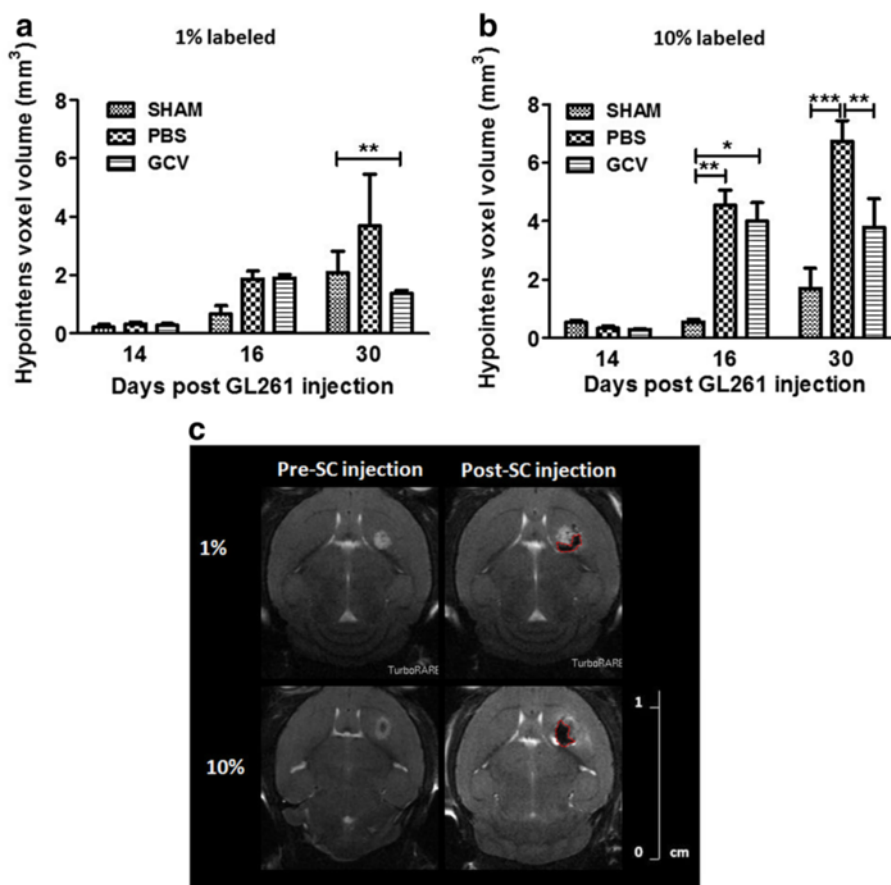 a
1% labeled
Hypointens voxel volume (mm³)
8
6
4
2
0
SHAM
PBS
GCV
**
14 16 30
Days post GL261 injection
b
10% labeled
Hypointens voxel volume (mm³)
8
6
4
2
0
SHAM
PBS
GCV
*
**
*** **
14 16 30
Days post GL261 injection
c
Pre-SC injection Post-SC injection
1%
TurboRARE TurboRARE
10%
1
0 cm